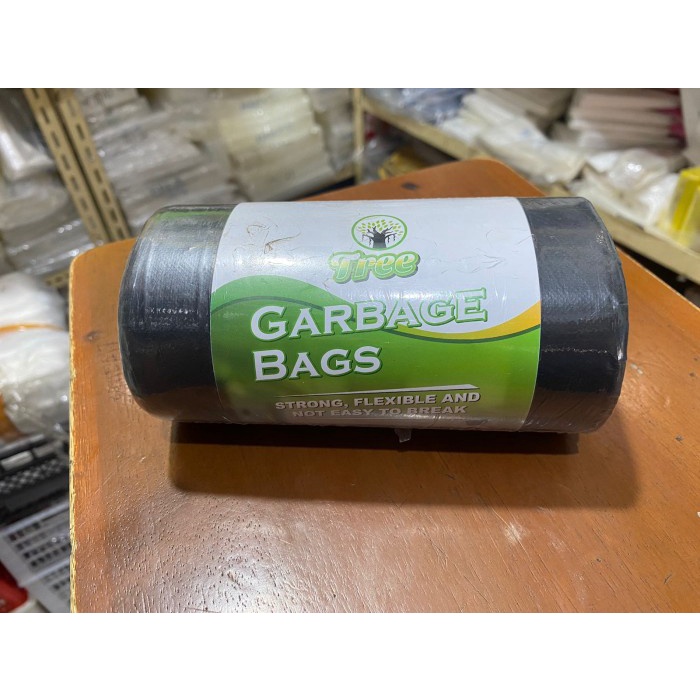 Tree
GARBAGE
BAGS
STRONG, FLEXIBLE AND
NOT EASY TO BREAK